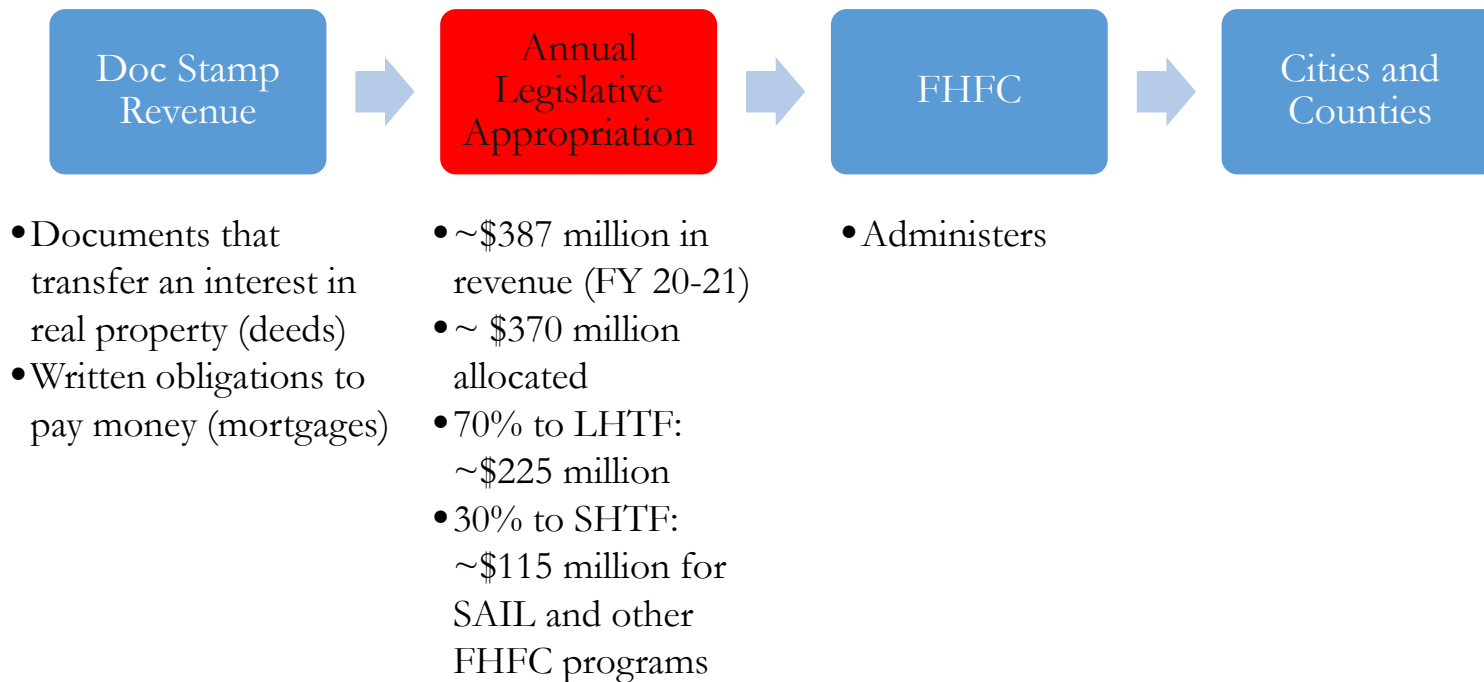 Doc Stamp
Revenue
Annual
Legislative
Appropriation
FHFC
Cities and
Counties
•Documents that
transfer an interest in
real property (deeds)
•Written obligations to
pay money (mortgages)
•~$387 million in
revenue (FY 20-21)
•~ $370 million
allocated
•70% to LHTF:
~$225 million
•30% to SHTF:
~$115 million for
SAIL and other
FHFC programs
•Administers